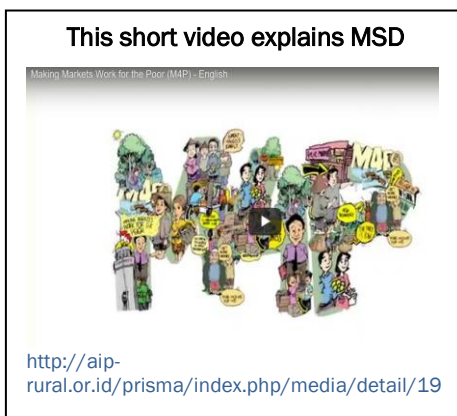 This short video explains MSD
Making Markets Work for the Poor (M4P) - English
http://aip-
rural.or.id/prisma/index.php/media/detail/19